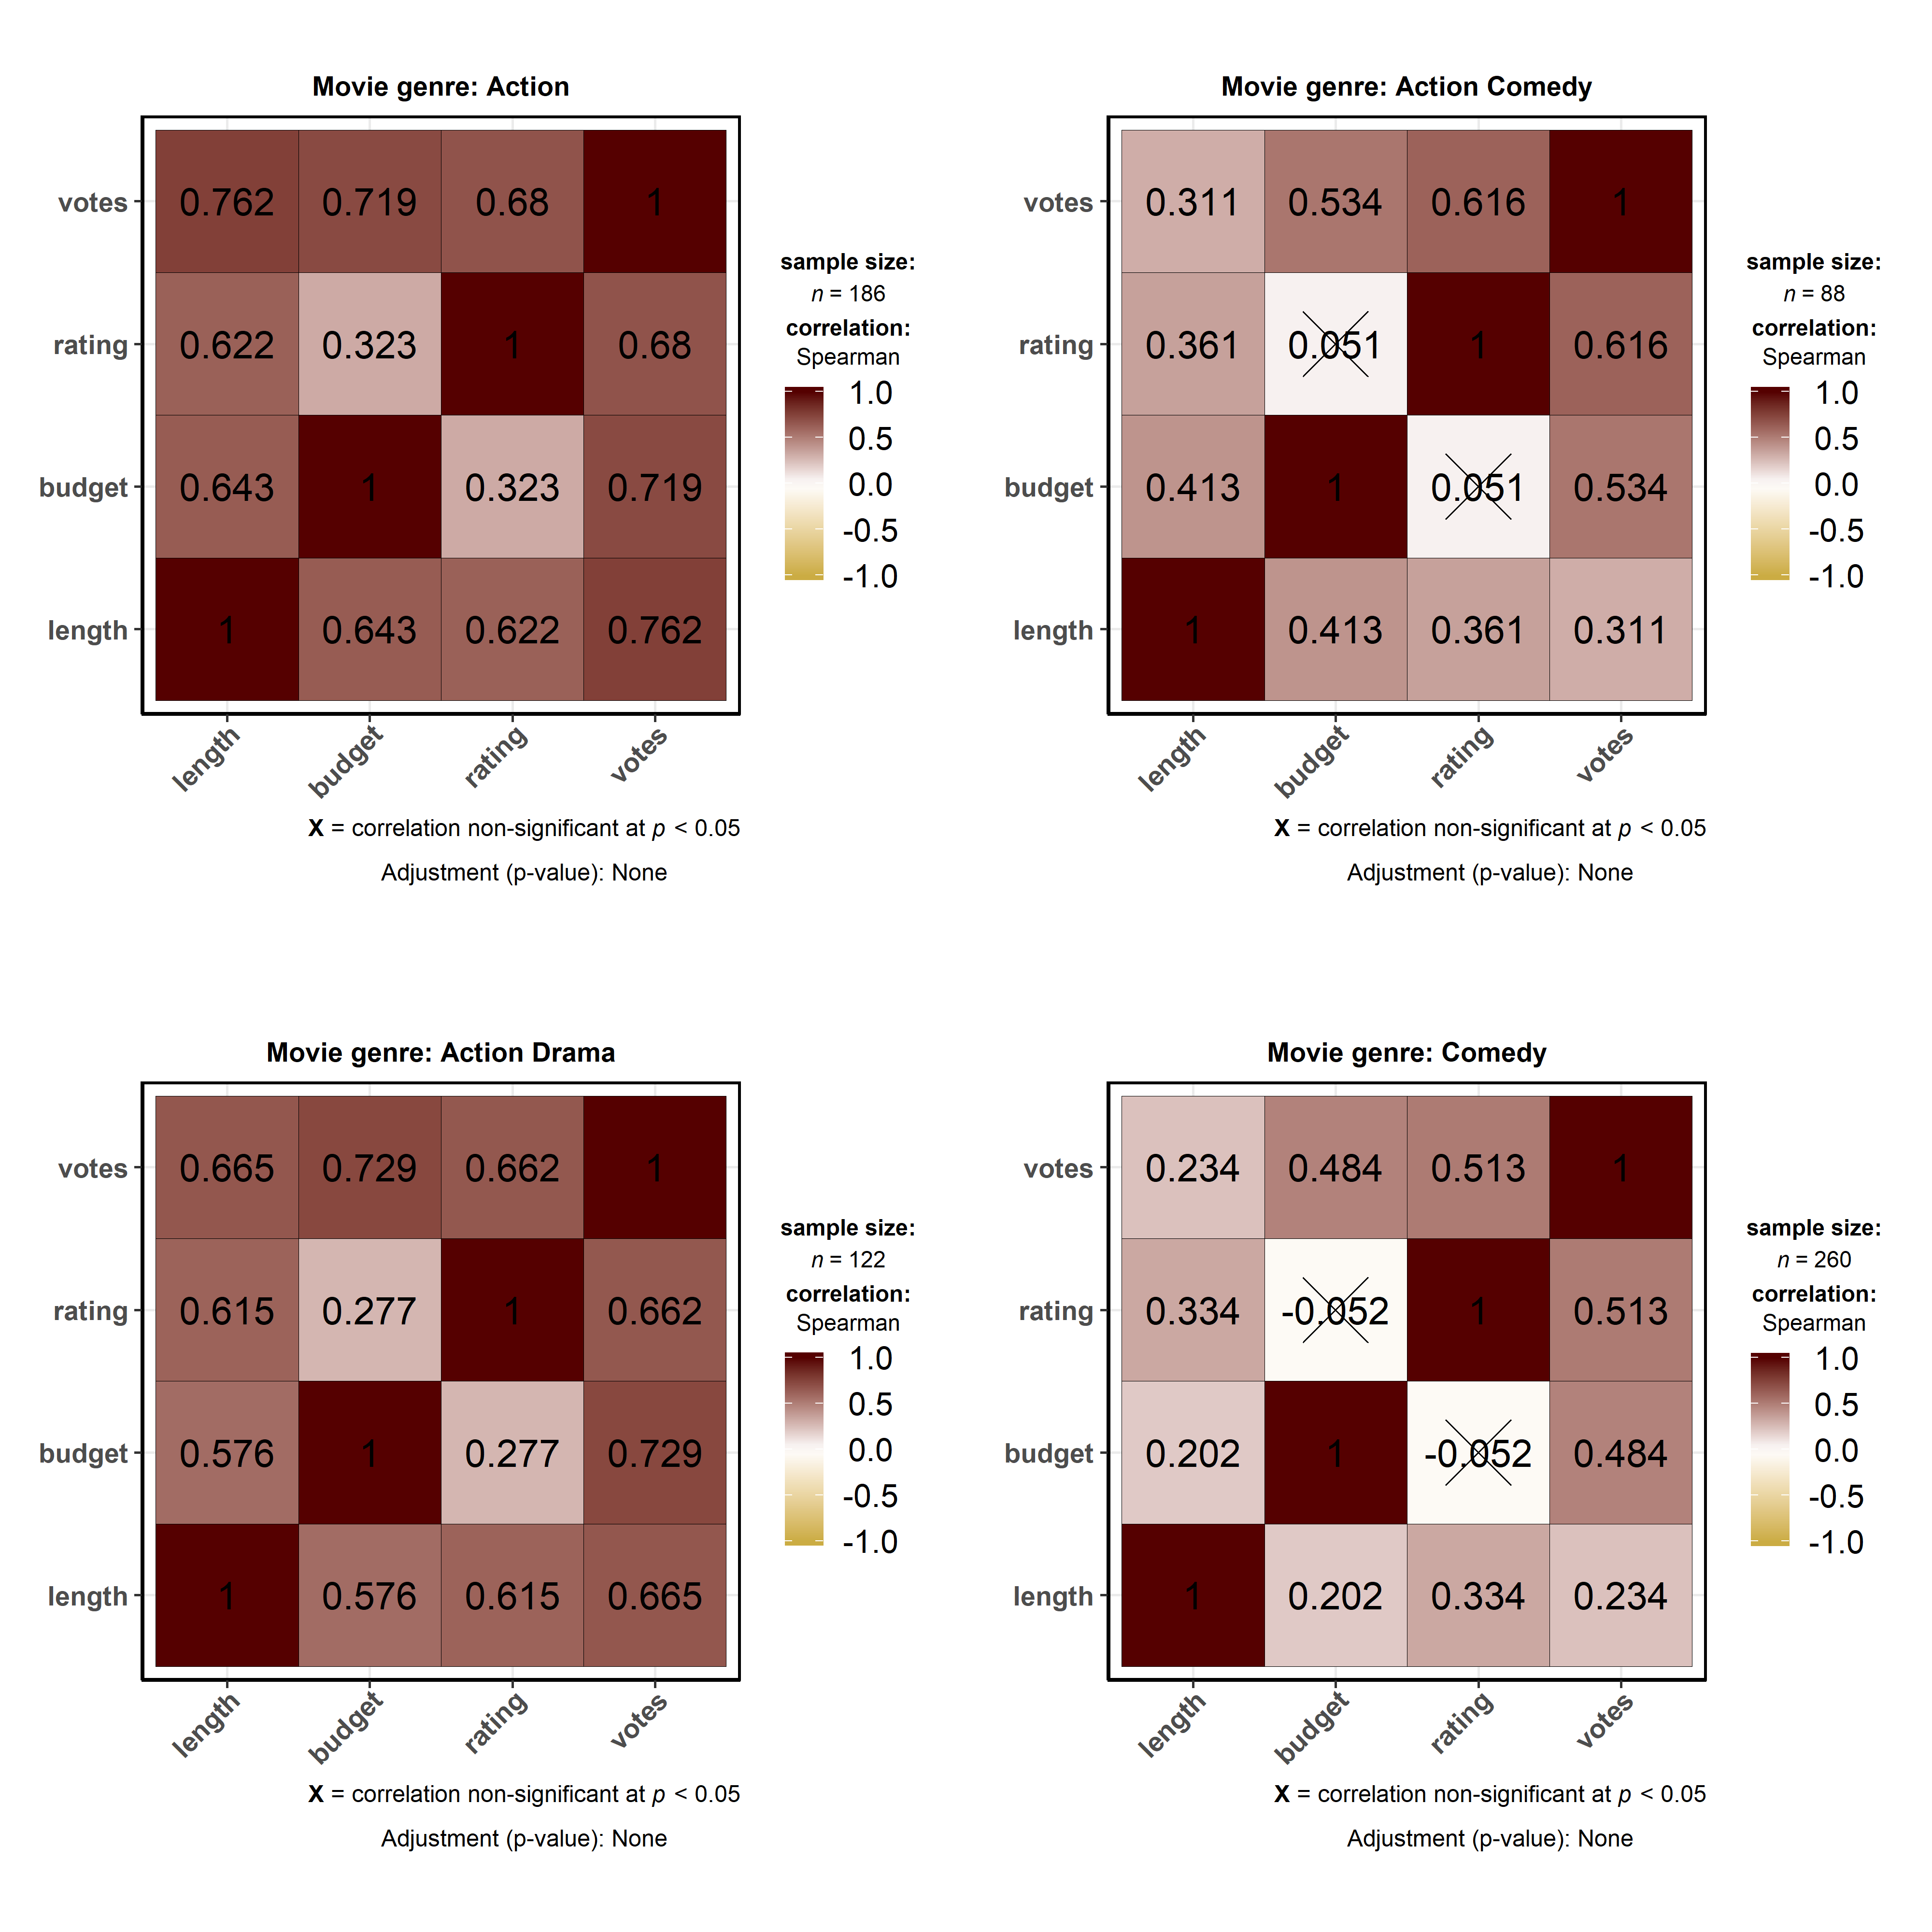 Movie genre: Action
votes 0.762 0.719 0.68 1
rating 0.622 0.323 1 0.68
budget 0.643 1 0.323 0.719
length 1 0.643 0.622 0.762
length budget rating votes
sample size:
n = 186
correlation:
Spearman
1.0
0.5
0.0
-0.5
-1.0
X = correlation non-significant at p < 0.05
Adjustment (p-value): None
Movie genre: Action Comedy
votes 0.311 0.534 0.616 1
rating 0.361 0.051 1 0.616
budget 0.413 1 0.051 0.534
length 1 0.413 0.361 0.311
length budget rating votes
sample size:
n = 88
correlation:
Spearman
1.0
0.5
0.0
-0.5
-1.0
X = correlation non-significant at p < 0.05
Adjustment (p-value): None
Movie genre: Action Drama
votes 0.665 0.729 0.662 1
rating 0.615 0.277 1 0.662
budget 0.576 1 0.277 0.729
length 1 0.576 0.615 0.665
length budget rating votes
sample size:
n = 122
correlation:
Spearman
1.0
0.5
0.0
-0.5
-1.0
X = correlation non-significant at p < 0.05
Adjustment (p-value): None
Movie genre: Comedy
votes 0.234 0.484 0.513 1
rating 0.334 -0.052 1 0.513
budget 0.202 1 -0.052 0.484
length 1 0.202 0.334 0.234
length budget rating votes
sample size:
n = 260
correlation:
Spearman
1.0
0.5
0.0
-0.5
-1.0
X = correlation non-significant at p < 0.05
Adjustment (p-value): None